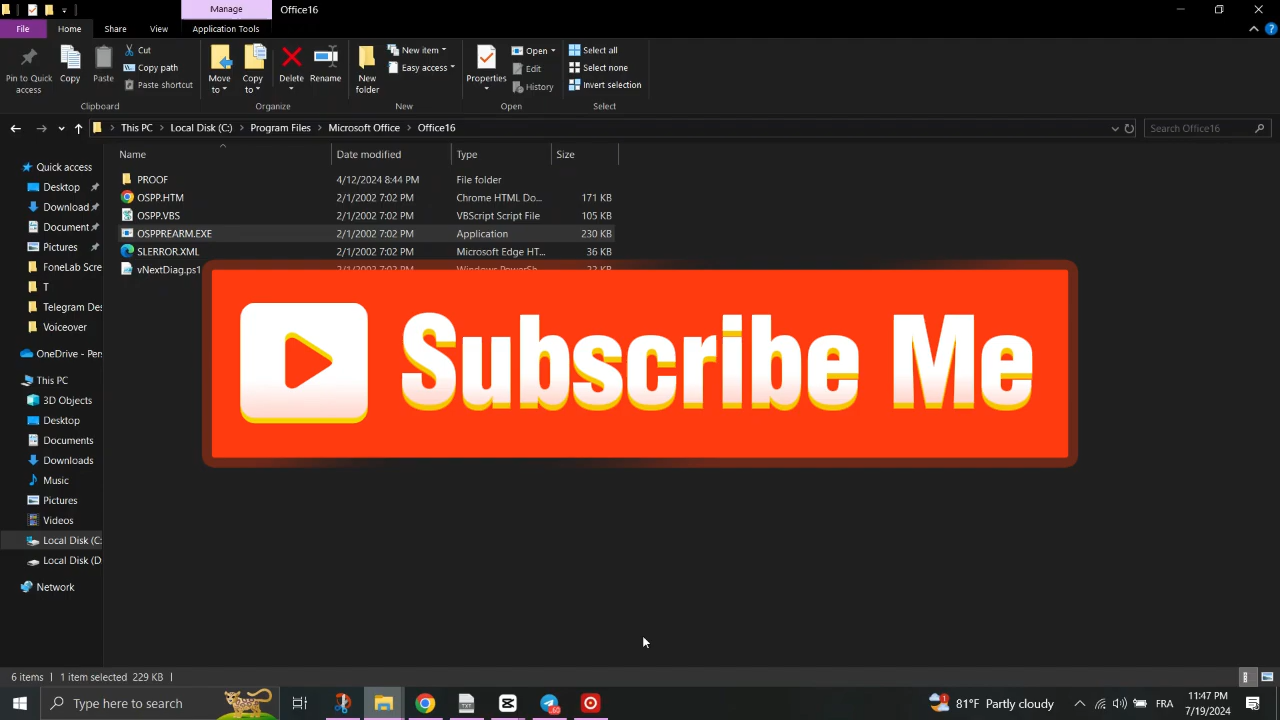 Manage
Office16
File
Home
Share
View
Application Tools
Pin to Quick
access
Copy
Paste
Cut
Copy path
Paste shortcut
Move
to
Copy
to
Delete
Rename
New
folder
New item
Easy access
Properties
Open
Edit
History
Select all
Select none
Invert selection
Clipboard
Organize
New
Open
Select
This PC
Local Disk (C:)
Program Files
Microsoft Office
Office16
Search Office16
Name
Date modified
Type
Size
Quick access
Desktop
Download
Document
Pictures
FoneLab Scre
T
Telegram Des
Voiceover
OneDrive - Pers
This PC
3D Objects
Desktop
Documents
Downloads
Music
Pictures
Videos
Local Disk (C:
Local Disk (D
Network
PROOF 4/12/2024 8:44 PM File folder
OSPP.HTM 2/1/2002 7:02 PM Chrome HTML Do... 171 KB
OSPP.VBS 2/1/2002 7:02 PM VBScript Script File 105 KB
OSPPREARM.EXE 2/1/2002 7:02 PM Application 230 KB
SLERROR.XML 2/1/2002 7:02 PM Microsoft Edge HT... 36 KB
vNextDiag.ps1 2/1/2002 7:02 PM
Subscribe Me
6 items
1 item selected 229 KB
Type here to search
TXT
60
1
81°F Partly cloudy
FRA
11:47 PM
7/19/2024